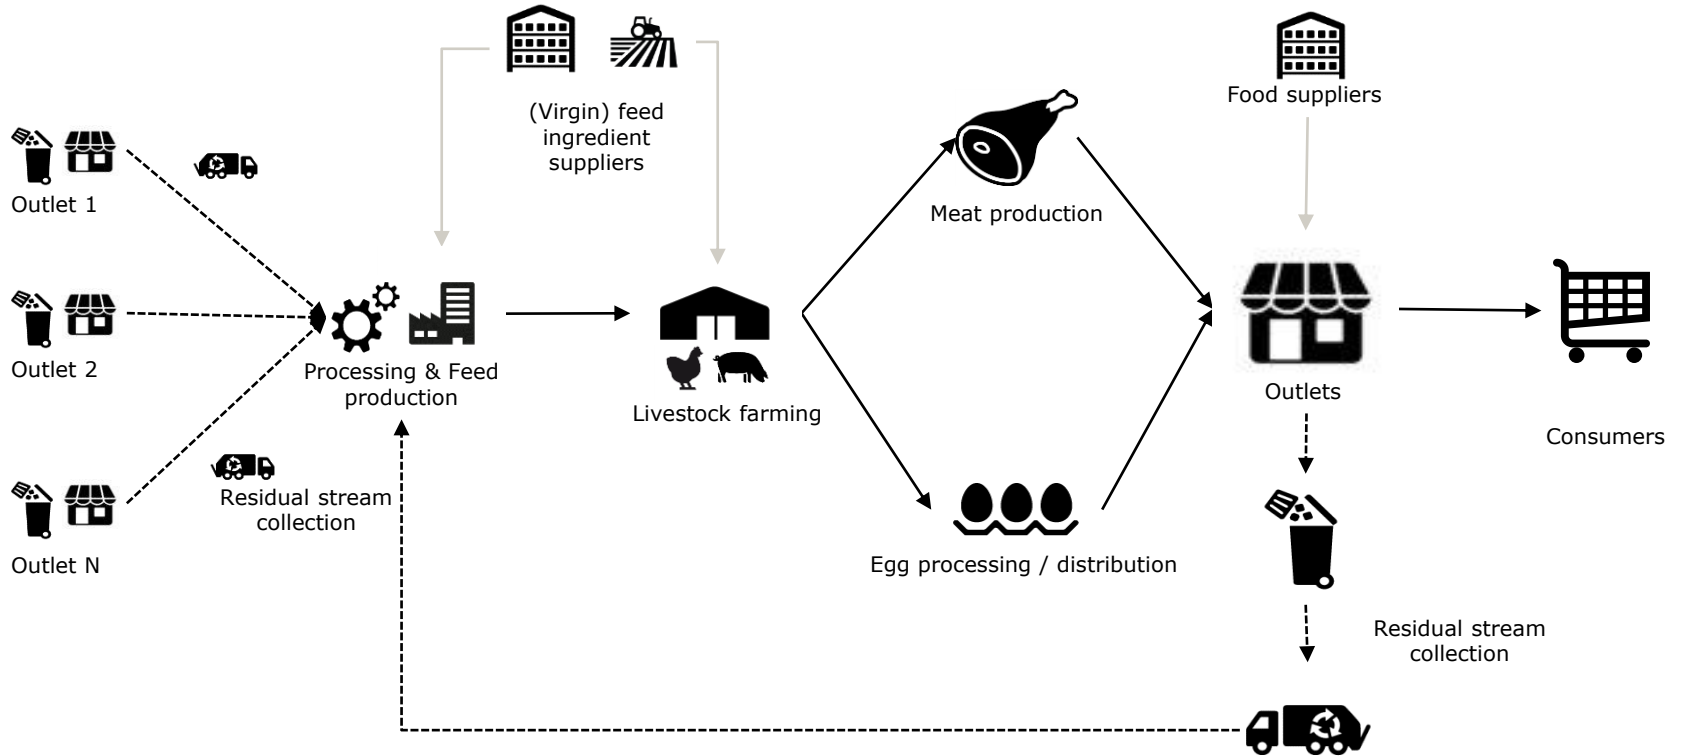 (Virgin) feed
ingredient
suppliers
Food suppliers
Outlet 1
Meat production
Outlet 2
Processing & Feed
production
Livestock farming
Outlets
Consumers
Residual stream
collection
Outlet N
Egg processing / distribution
Residual stream
collection